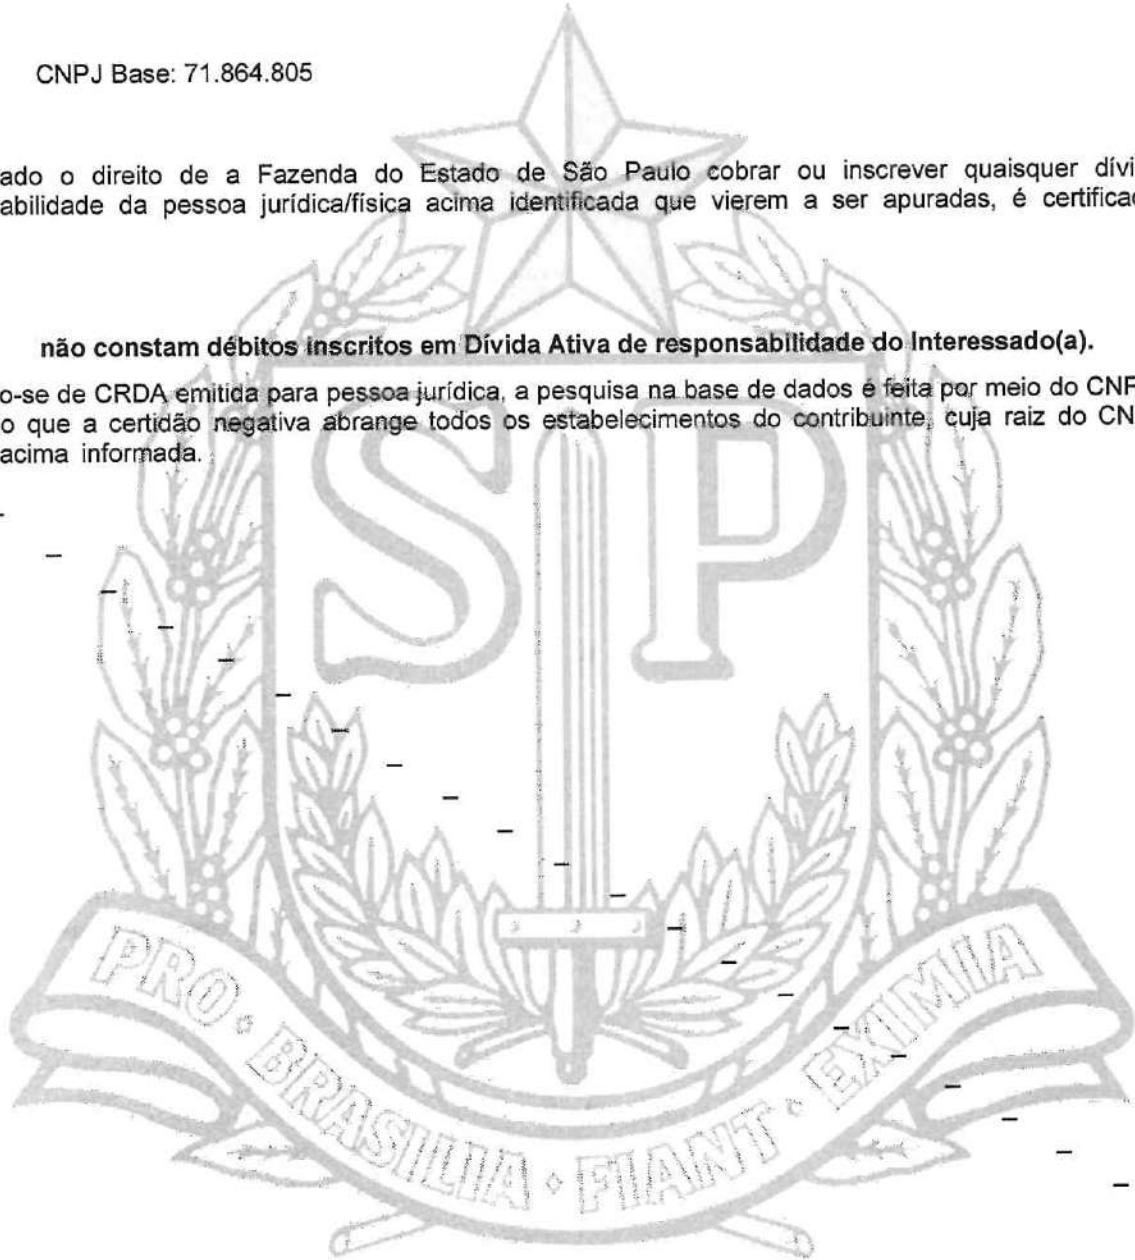 CNPJ Base: 71.864.805
ado o direito de a Fazenda do Estado de São Paulo cobrar ou inscrever quaisquer dívi
abilidade da pessoa jurídica/física acima identificada que vierem a ser apuradas, é certifica
não constam débitos inscritos em Dívida Ativa de responsabilidade do Interessado(a).
o-se de CRDA emitida para pessoa jurídica, a pesquisa na base de dados é feita por meio do CNP
o que a certidão negativa abrange todos os estabelecimentos do contribuinte, cuja raiz do CN
acima informada.
SP
PRO BRASILIA FIANT EXIMIA